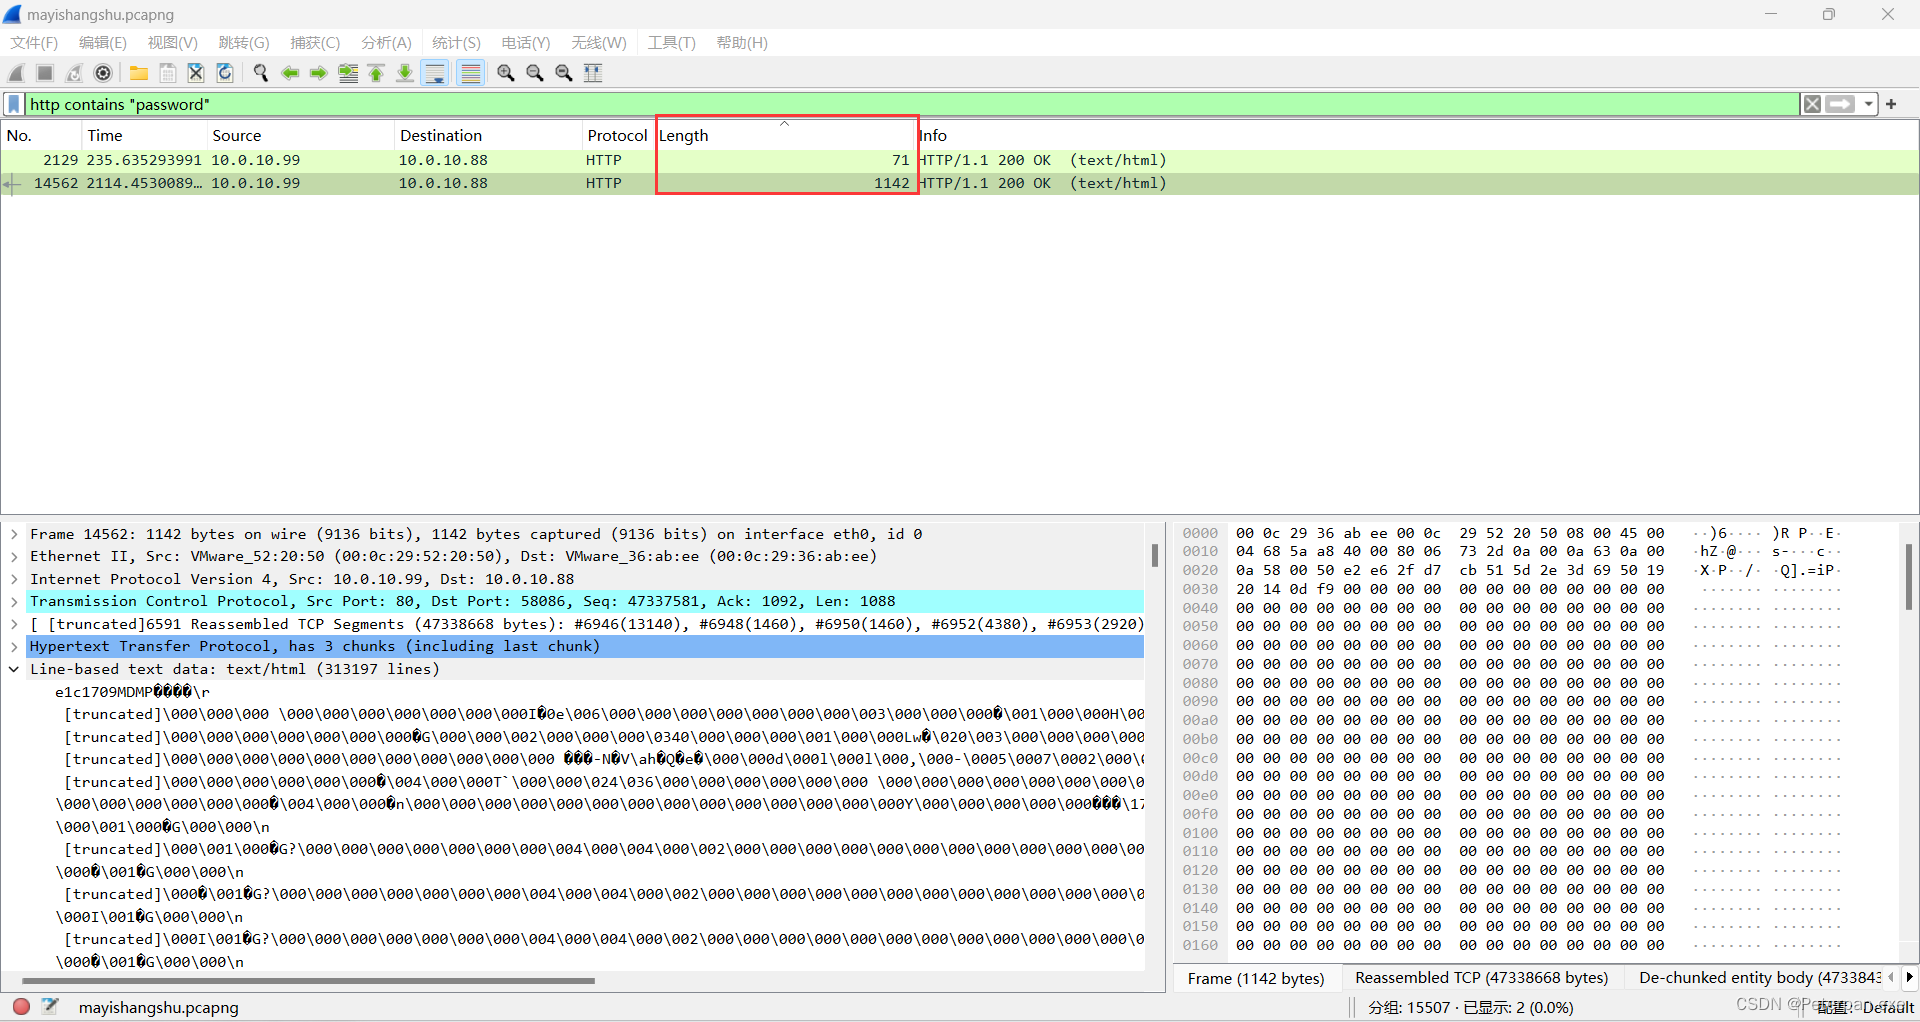 mayishangshu.pcapng
文件(F) 编辑(E) 视图(V) 跳转(G) 捕获(C) 分析(A) 统计(S) 电话(Y) 无线(W) 工具(T) 帮助(H)
http contains "password"
No. Time Source Destination Protocol Length Info
2129 235.635293991 10.0.10.99 10.0.10.88 HTTP 71 HTTP/1.1 200 OK (text/html)
14562 2114.4530089… 10.0.10.99 10.0.10.88 HTTP 1142 HTTP/1.1 200 OK (text/html)
Frame 14562: 1142 bytes on wire (9136 bits), 1142 bytes captured (9136 bits) on interface eth0, id 0
Ethernet II, Src: VMware_52:20:50 (00:0c:29:52:20:50), Dst: VMware_36:ab:ee (00:0c:29:36:ab:ee)
Internet Protocol Version 4, Src: 10.0.10.99, Dst: 10.0.10.88
Transmission Control Protocol, Src Port: 80, Dst Port: 58086, Seq: 47337581, Ack: 1092, Len: 1088
[ [truncated]6591 Reassembled TCP Segments (47338668 bytes): #6946(13140), #6948(1460), #6950(1460), #6952(4380), #6953(2920)
Hypertext Transfer Protocol, has 3 chunks (including last chunk)
Line-based text data: text/html (313197 lines)
e1c1709MDMP����\r
[truncated]\000\000\000 \000\000\000\000\000\000\000I�0e\006\000\000\000\000\000\000\000\003\000\000\000�\001\000\000H\00
[truncated]\000\000\000\000\000\000\000�G\000\000\002\000\000\000\0340\000\000\000\001\000\000Lw�\020\003\000\000\000\000
[truncated]\000\000\000\000\000\000\000\000\000\000\000 ���-N�V\ah�Q�e�\000\000d\000l\000l\000,\000-\0005\0007\0002\000\(
[truncated]\000\000\000\000\000\000�\004\000\000T`\000\000\024\036\000\000\000\000\000\000 \000\000\000\000\000\000\000\0
\000\000\000\000\000\000�\004\000\000�n\000\000\000\000\000\000\000\000\000\000\000\000\000\000Y\000\000\000\000\000���\17
\000\001\000�G\000\000\n
[truncated]\000\001\000�G?\000\000\000\000\000\000\000\004\000\004\000\002\000\000\000\000\000\000\000\000\000\000\000\00
\000�\001�G\000\000\n
[truncated]\000�\001�G?\000\000\000\000\000\000\000\004\000\004\000\002\000\000\000\000\000\000\000\000\000\000\000\000\0
\000I\001�G\000\000\n
[truncated]\000I\001�G?\000\000\000\000\000\000\000\004\000\004\000\002\000\000\000\000\000\000\000\000\000\000\000\000\0
\000�\001�G\000\000\n
0000 00 0c 29 36 ab ee 00 0c 29 52 20 50 08 00 45 00 ··)6···· )R P··E·
0010 04 68 5a a8 40 00 80 06 73 2d 0a 00 0a 63 0a 00 ·hZ·@··· s-···c··
0020 0a 58 00 50 e2 e6 2f d7 cb 51 5d 2e 3d 69 50 19 ·X·P··/· ·Q].=iP·
0030 20 14 0d f9 00 00 00 00 00 00 00 00 00 00 00 00 ······· ········
0040 00 00 00 00 00 00 00 00 00 00 00 00 00 00 00 00 ········ ········
0050 00 00 00 00 00 00 00 00 00 00 00 00 00 00 00 00 ········ ········
0060 00 00 00 00 00 00 00 00 00 00 00 00 00 00 00 00 ········ ········
0070 00 00 00 00 00 00 00 00 00 00 00 00 00 00 00 00 ········ ········
0080 00 00 00 00 00 00 00 00 00 00 00 00 00 00 00 00 ········ ········
0090 00 00 00 00 00 00 00 00 00 00 00 00 00 00 00 00 ········ ········
00a0 00 00 00 00 00 00 00 00 00 00 00 00 00 00 00 00 ········ ········
00b0 00 00 00 00 00 00 00 00 00 00 00 00 00 00 00 00 ········ ········
00c0 00 00 00 00 00 00 00 00 00 00 00 00 00 00 00 00 ········ ········
00d0 00 00 00 00 00 00 00 00 00 00 00 00 00 00 00 00 ········ ········
00e0 00 00 00 00 00 00 00 00 00 00 00 00 00 00 00 00 ········ ········
00f0 00 00 00 00 00 00 00 00 00 00 00 00 00 00 00 00 ········ ········
0100 00 00 00 00 00 00 00 00 00 00 00 00 00 00 00 00 ········ ········
0110 00 00 00 00 00 00 00 00 00 00 00 00 00 00 00 00 ········ ········
0120 00 00 00 00 00 00 00 00 00 00 00 00 00 00 00 00 ········ ········
0130 00 00 00 00 00 00 00 00 00 00 00 00 00 00 00 00 ········ ········
0140 00 00 00 00 00 00 00 00 00 00 00 00 00 00 00 00 ········ ········
0150 00 00 00 00 00 00 00 00 00 00 00 00 00 00 00 00 ········ ········
0160 00 00 00 00 00 00 00 00 00 00 00 00 00 00 00 00 ········ ········
Frame (1142 bytes) Reassembled TCP (47338668 bytes) De-chunked entity body (4733843
mayishangshu.pcapng 分组: 15507 · 已显示: 2 (0.0%) 配置: Default